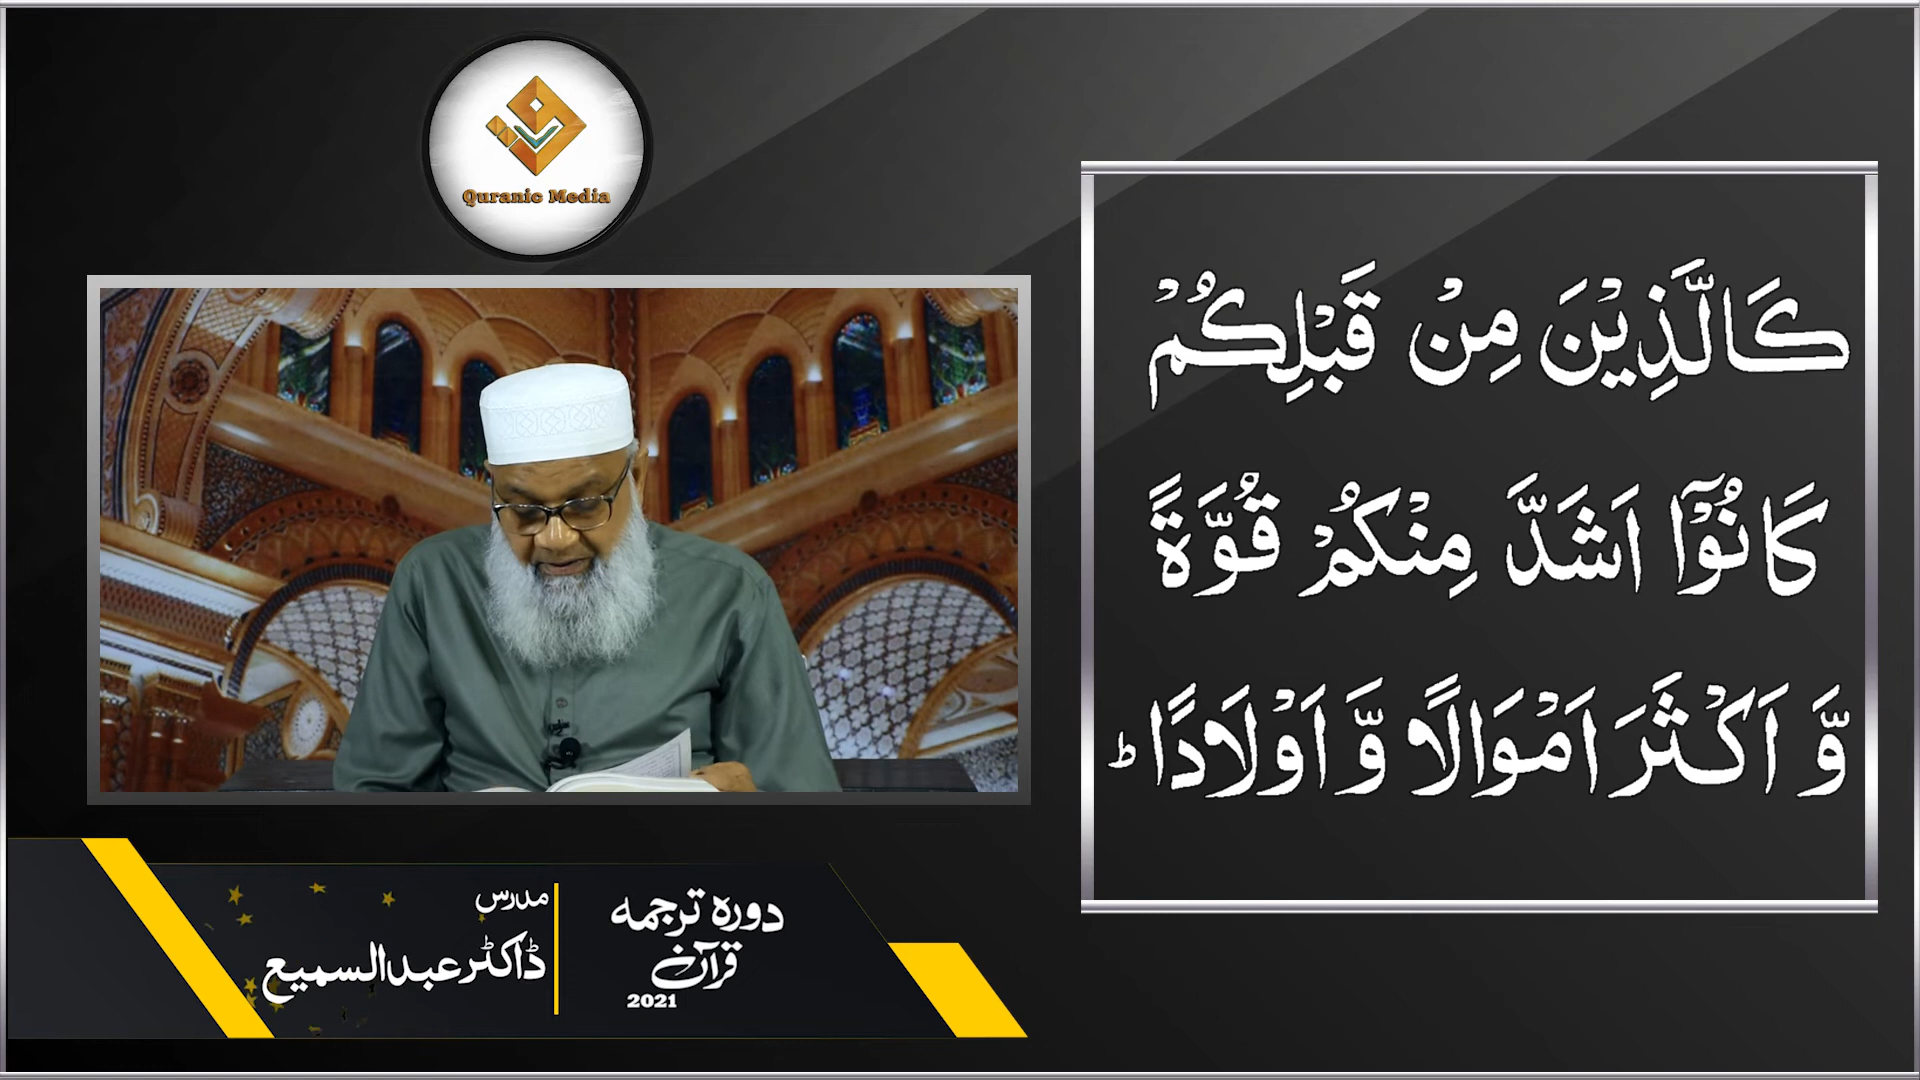 Quranic Media
كَالَّذِيْنَ مِنْ قَبْلِكُمْ
كَانُوْۤا اَشَدَّ مِنْكُمْ قُوَّةً
وَّ اَكْثَرَ اَمْوَالًا وَّ اَوْلَادًا ؕ
دورہ ترجمہ
قرآن
2021
مدرس
ڈاکٹر عبدالسمیع